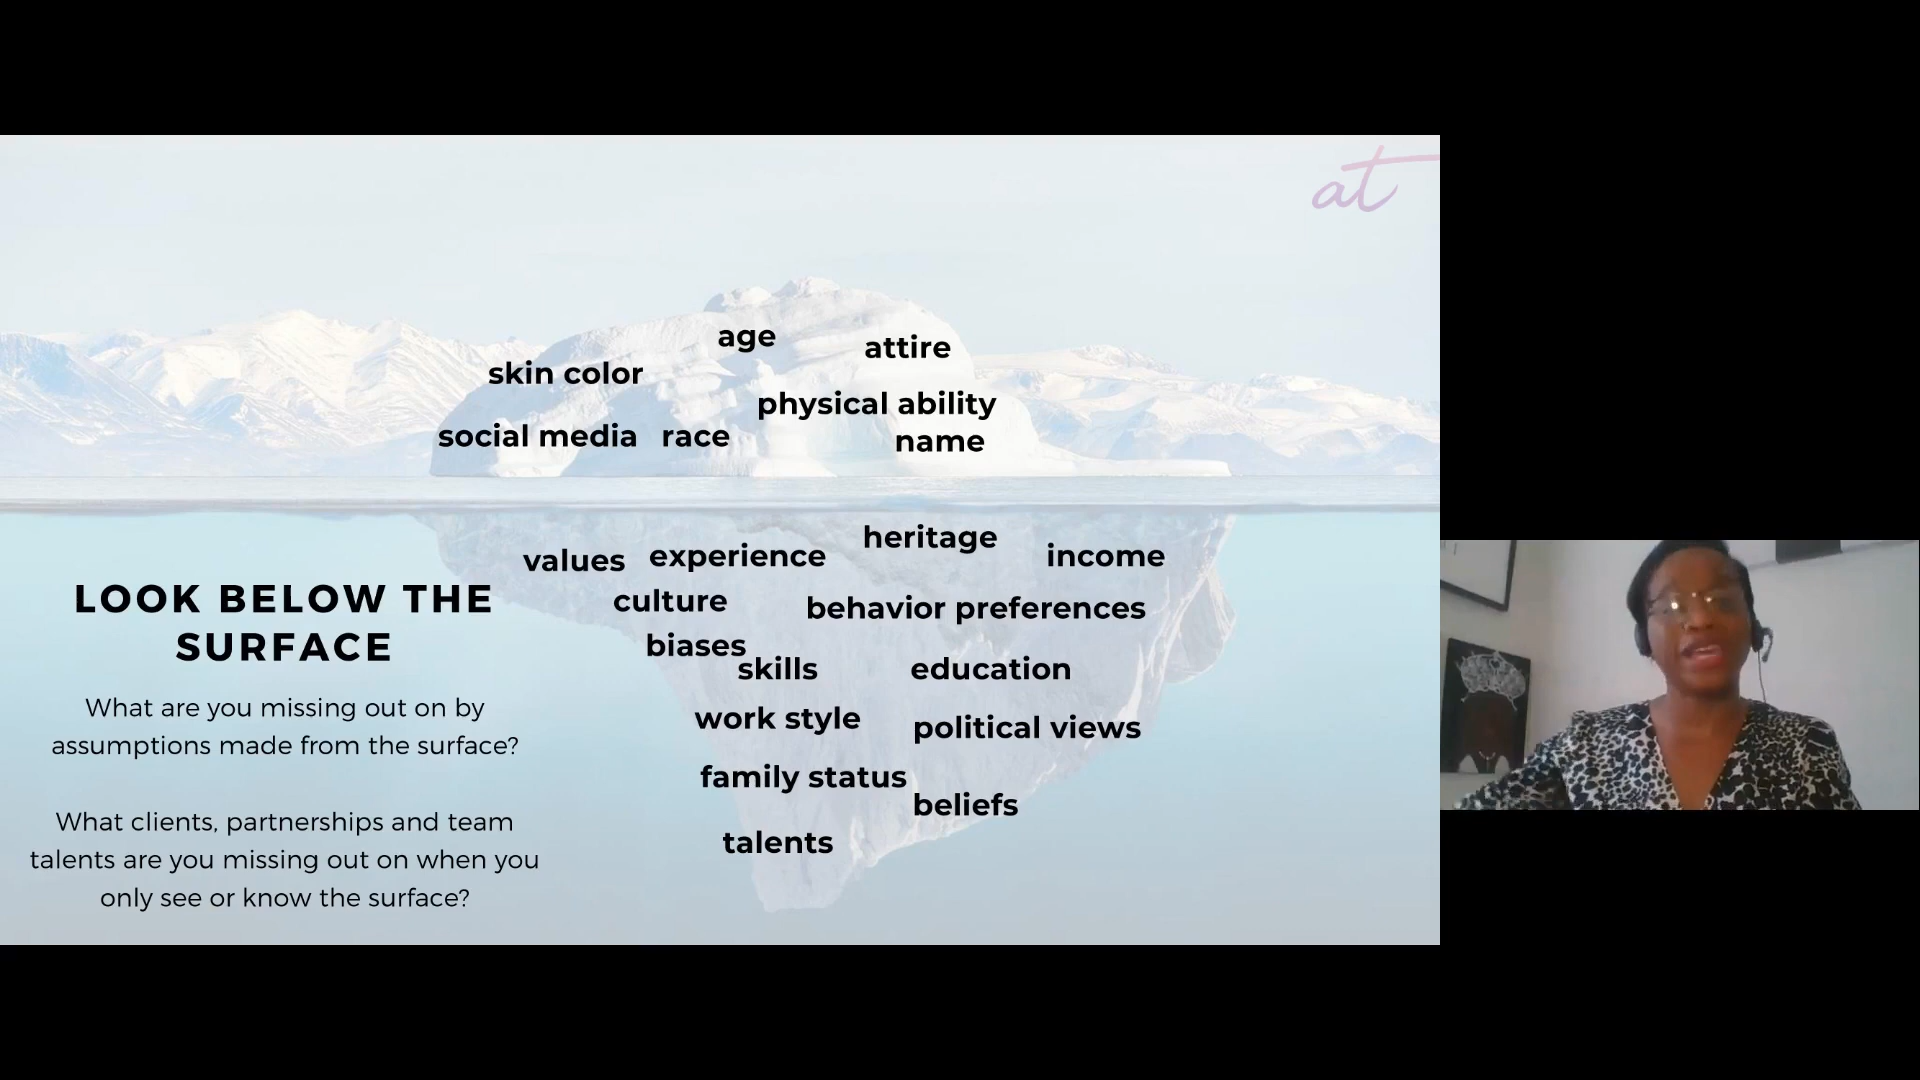 at
age
attire
skin color
physical ability
social media race
name
heritage
values experience
income
culture
behavior preferences
biases
skills
education
work style
political views
family status
beliefs
talents
LOOK BELOW THE
SURFACE
What are you missing out on by
assumptions made from the surface?
What clients, partnerships and team
talents are you missing out on when you
only see or know the surface?